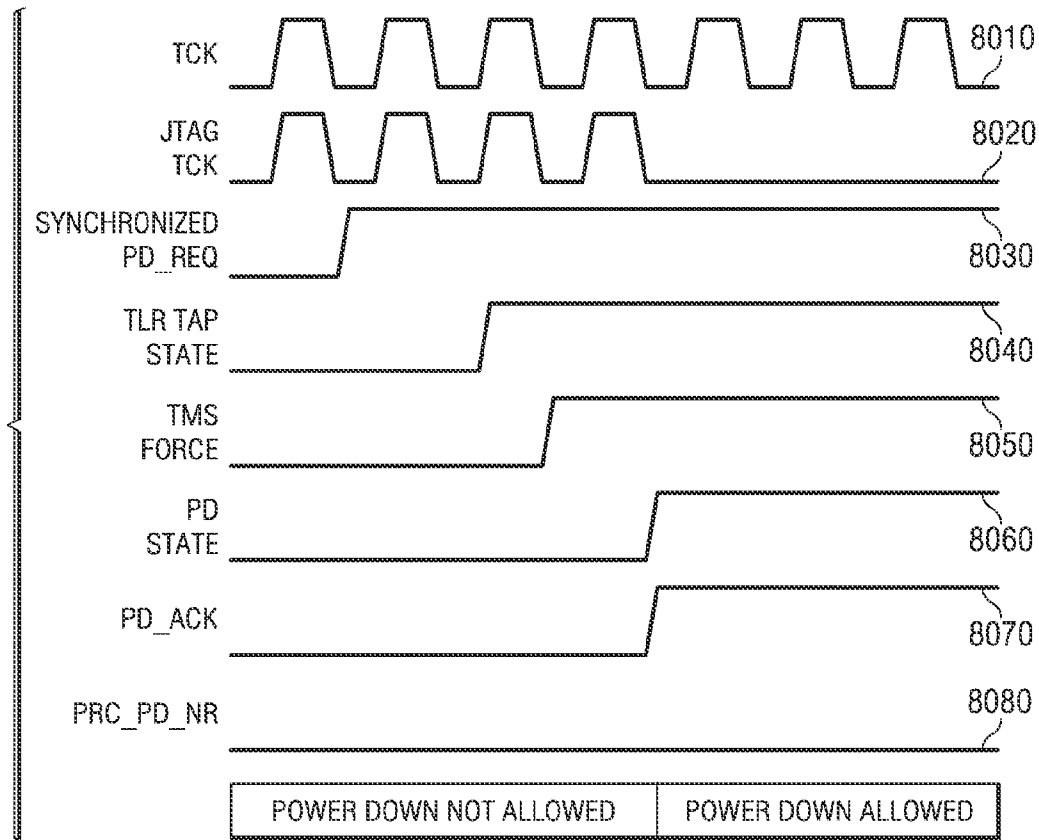 TCK
8010
JTAG
TCK
8020
SYNCHRONIZED
PD_REQ
8030
TLR TAP
STATE
8040
TMS
FORCE
8050
PD
STATE
8060
PD_ACK
8070
PRC_PD_NR
8080
POWER DOWN NOT ALLOWED
POWER DOWN ALLOWED